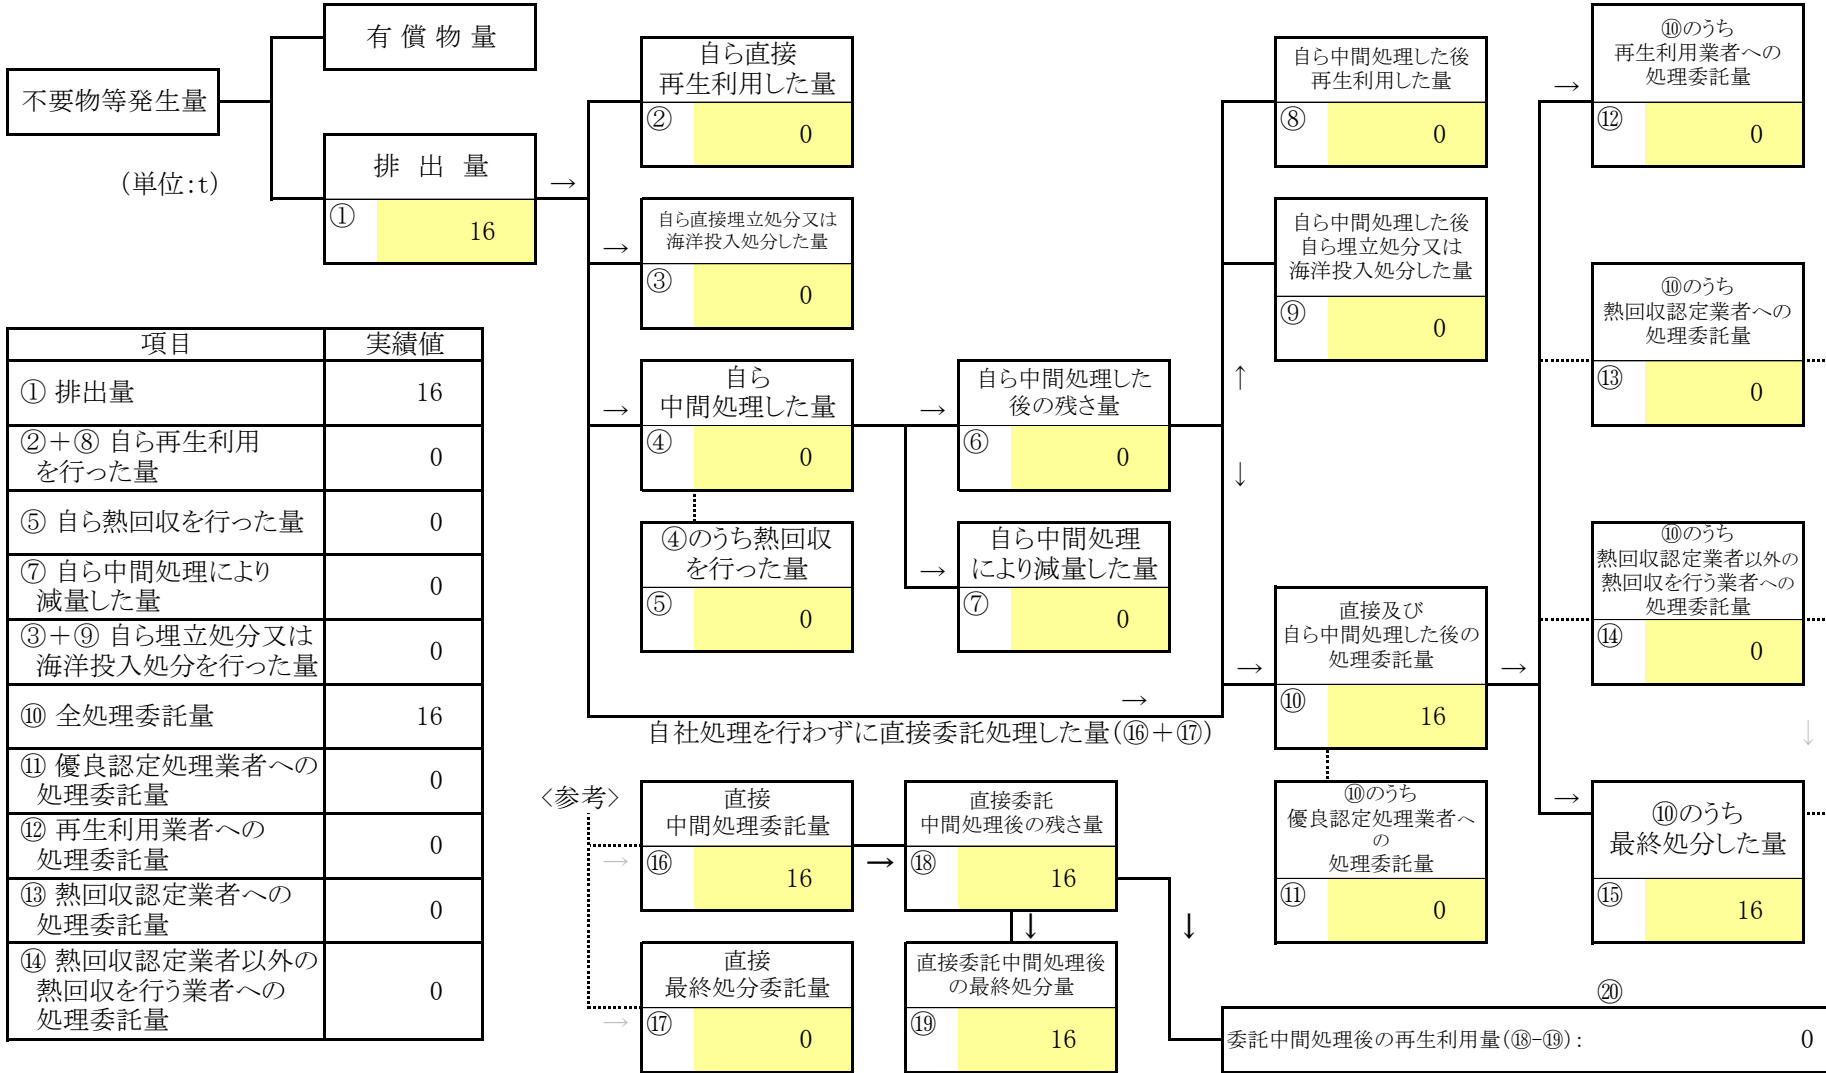 有 償 物 量
不要物等発生量
(単位:t)
排 出 量
→
①
16
自ら直接
再生利用した量
②
0
→
自ら直接埋立処分又は
海洋投入処分した量
③
0
→
自ら
中間処理した量
④
0
④のうち熱回収
を行った量
⑤
0
→
自ら中間処理した
後の残さ量
⑥
0
→
自ら中間処理
により減量した量
⑦
0
→
自社処理を行わずに直接委託処理した量(⑯+⑰)
自ら中間処理した後
再生利用した量
⑧
0
自ら中間処理した後
自ら埋立処分又は
海洋投入処分した量
⑨
0
↑
↓
→
直接及び
自ら中間処理した後の
処理委託量
⑩
16
→
⑩のうち
優良認定処理業者へ
の
処理委託量
⑪
0
→
⑩のうち
再生利用業者への
処理委託量
⑫
0
⑩のうち
熱回収認定業者への
処理委託量
⑬
0
⑩のうち
熱回収認定業者以外の
熱回収を行う業者への
処理委託量
⑭
0
↓
→
⑩のうち
最終処分した量
⑮
16
項目 実績値
① 排出量 16
②+⑧ 自ら再生利用
を行った量 0
⑤ 自ら熱回収を行った量 0
⑦ 自ら中間処理により
減量した量 0
③+⑨ 自ら埋立処分又は
海洋投入処分を行った量 0
⑩ 全処理委託量 16
⑪ 優良認定処理業者への
処理委託量 0
⑫ 再生利用業者への
処理委託量 0
⑬ 熱回収認定業者への
処理委託量 0
⑭ 熱回収認定業者以外の
熱回収を行う業者への
処理委託量 0
〈参考〉
→
直接
中間処理委託量
⑯
16
→
直接委託
中間処理後の残さ量
⑱
16
↓
↓
→
直接
最終処分委託量
⑰
0
直接委託中間処理後
の最終処分量
⑲
16
⑳
委託中間処理後の再生利用量(⑱-⑲): 0